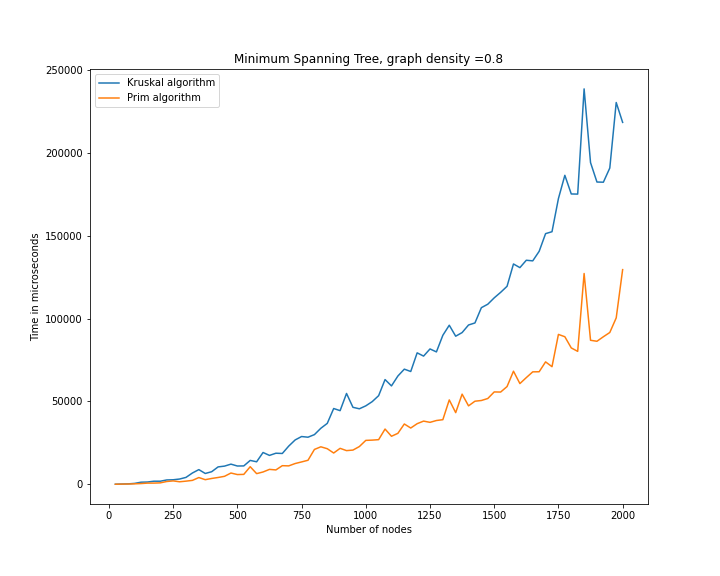 Minimum Spanning Tree, graph density =0.8
Kruskal algorithm
Prim algorithm
250000
200000
150000
100000
50000
0
Time in microseconds
0 250 500 750 1000 1250 1500 1750 2000
Number of nodes